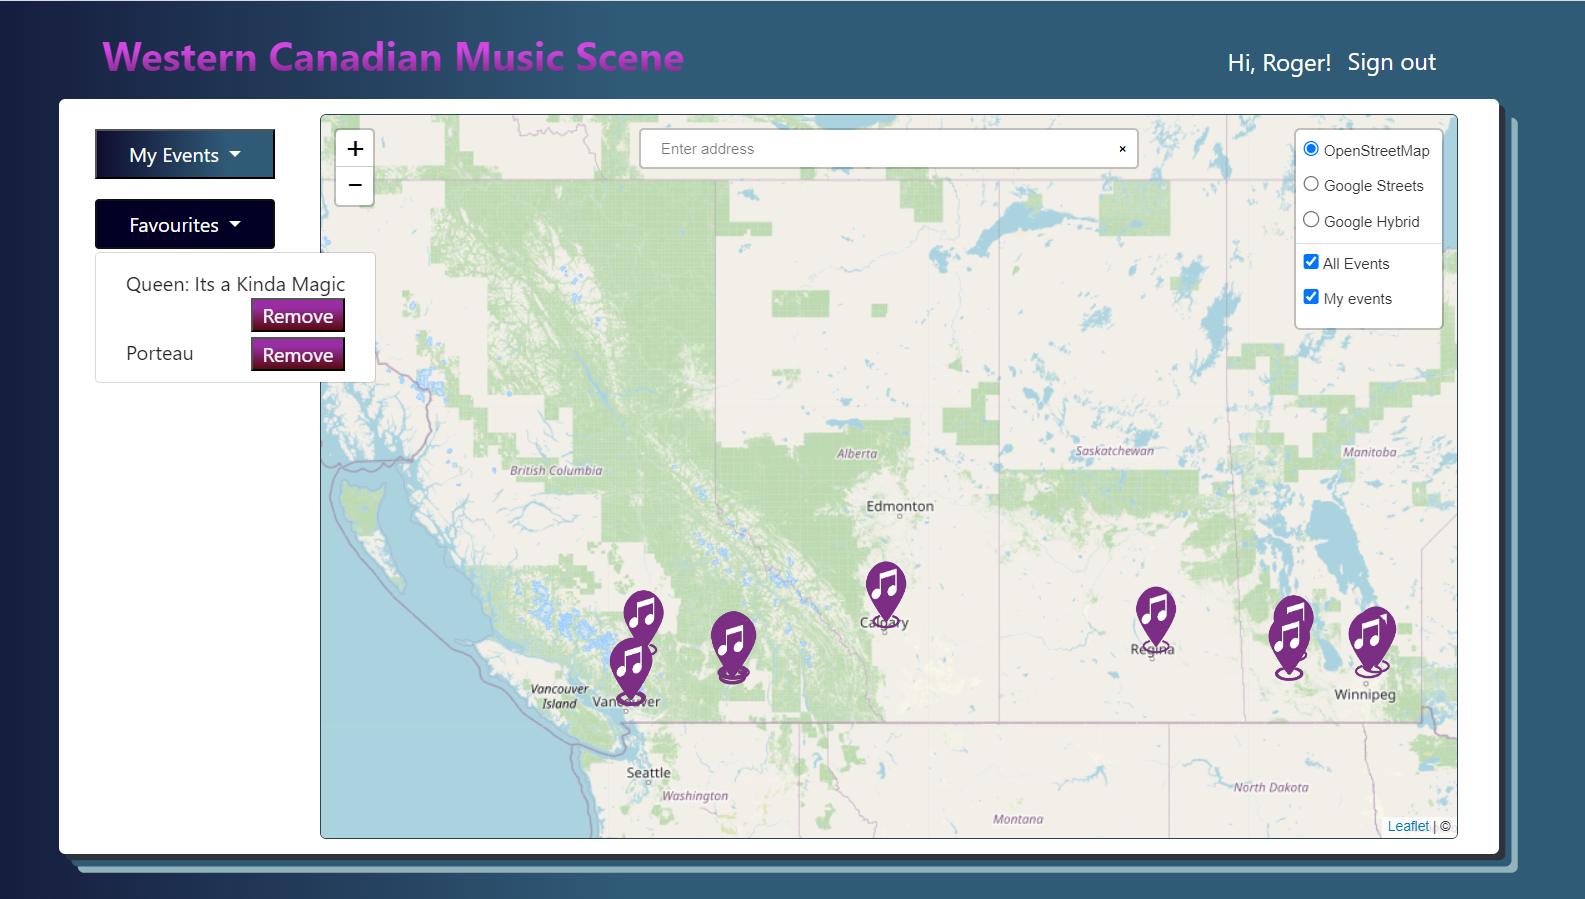 Western Canadian Music Scene
Hi, Roger! Sign out
My Events
Favourites
Queen: Its a Kinda Magic
Remove
Porteau
Remove
+
−
Enter address
×
OpenStreetMap
Google Streets
Google Hybrid
All Events
My events
British Columbia
Alberta
Saskatchewan
Manitoba
Edmonton
Calgary
Regina
Winnipeg
Vancouver
Island
Vancouver
Seattle
Washington
Montana
North Dakota
Leaflet | ©